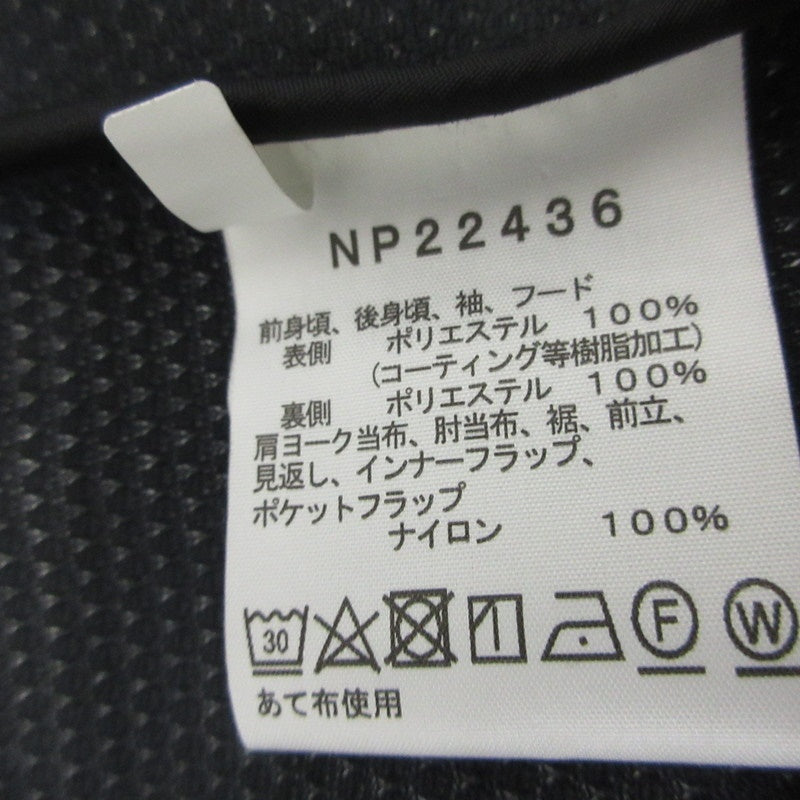 NP22436
前身頃、後身頃、袖、フード
表側 ポリエステル 100%
(コーティング等樹脂加工)
裏側 ポリエステル 100%
肩ヨーク当布、肘当布、裾、前立、
見返し、インナーフラップ、
ポケットフラップ
ナイロン 100%
30 F W
あて布使用